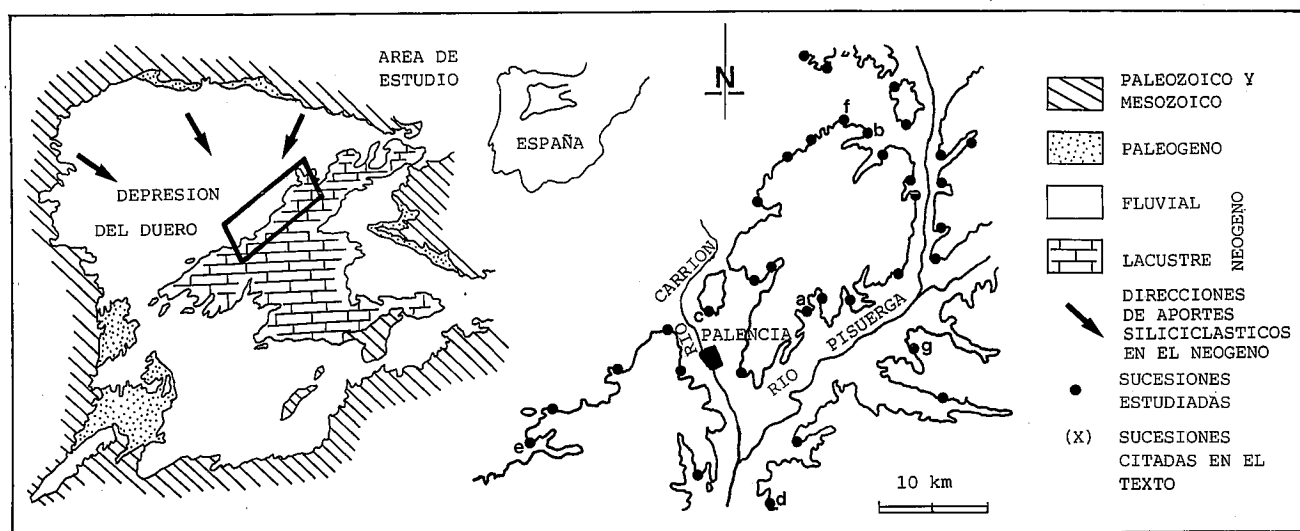 AREA DE
ESTUDIO
ESPAÑA
DEPRESION
DEL DUERO
N
f
b
a
c
e
g
d
RIO CARRION
PALENCIA
RIO PISUERGA
10 km
PALEOZOICO Y
MESOZOICO
PALEOGENO
FLUVIAL
LACUSTRE
NEOGENO
DIRECCIONES
DE APORTES
SILICICLASTICOS
EN EL NEOGENO
SUCESIONES
ESTUDIADAS
(X) SUCESIONES
CITADAS EN EL
TEXTO